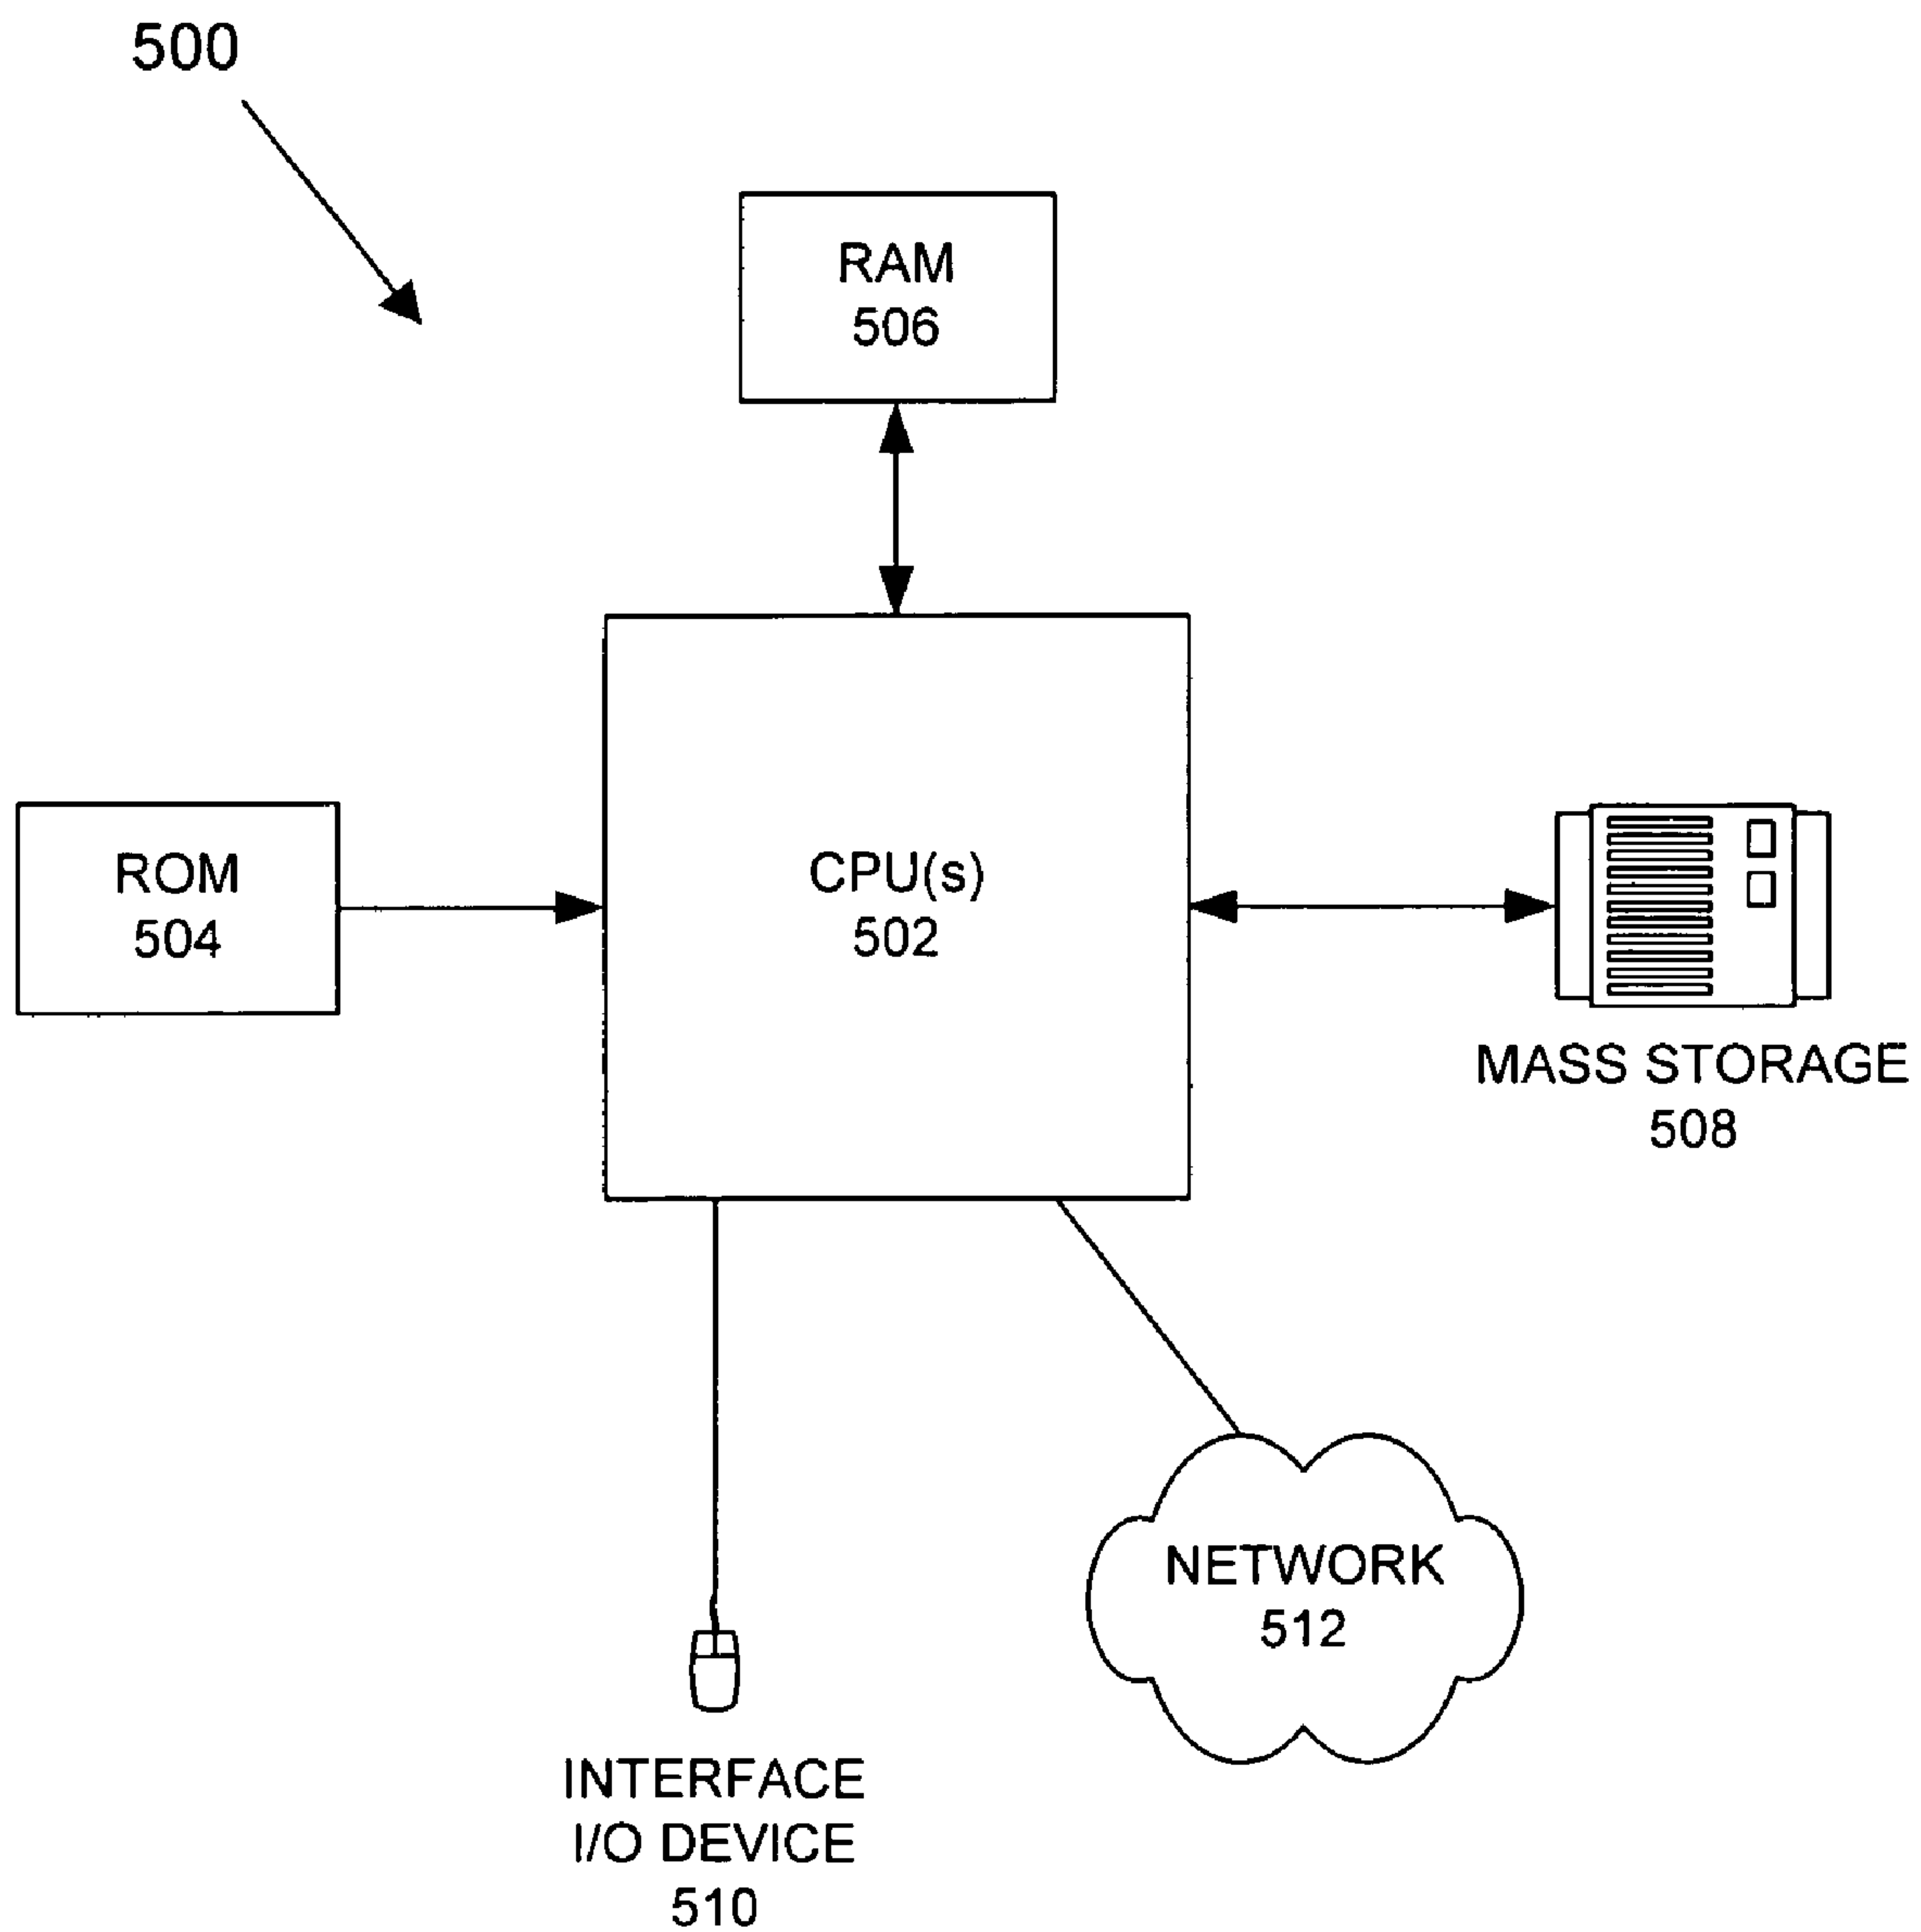 500
RAM
506
ROM
504
CPU(s)
502
MASS STORAGE
508
NETWORK
512
INTERFACE
I/O DEVICE
510